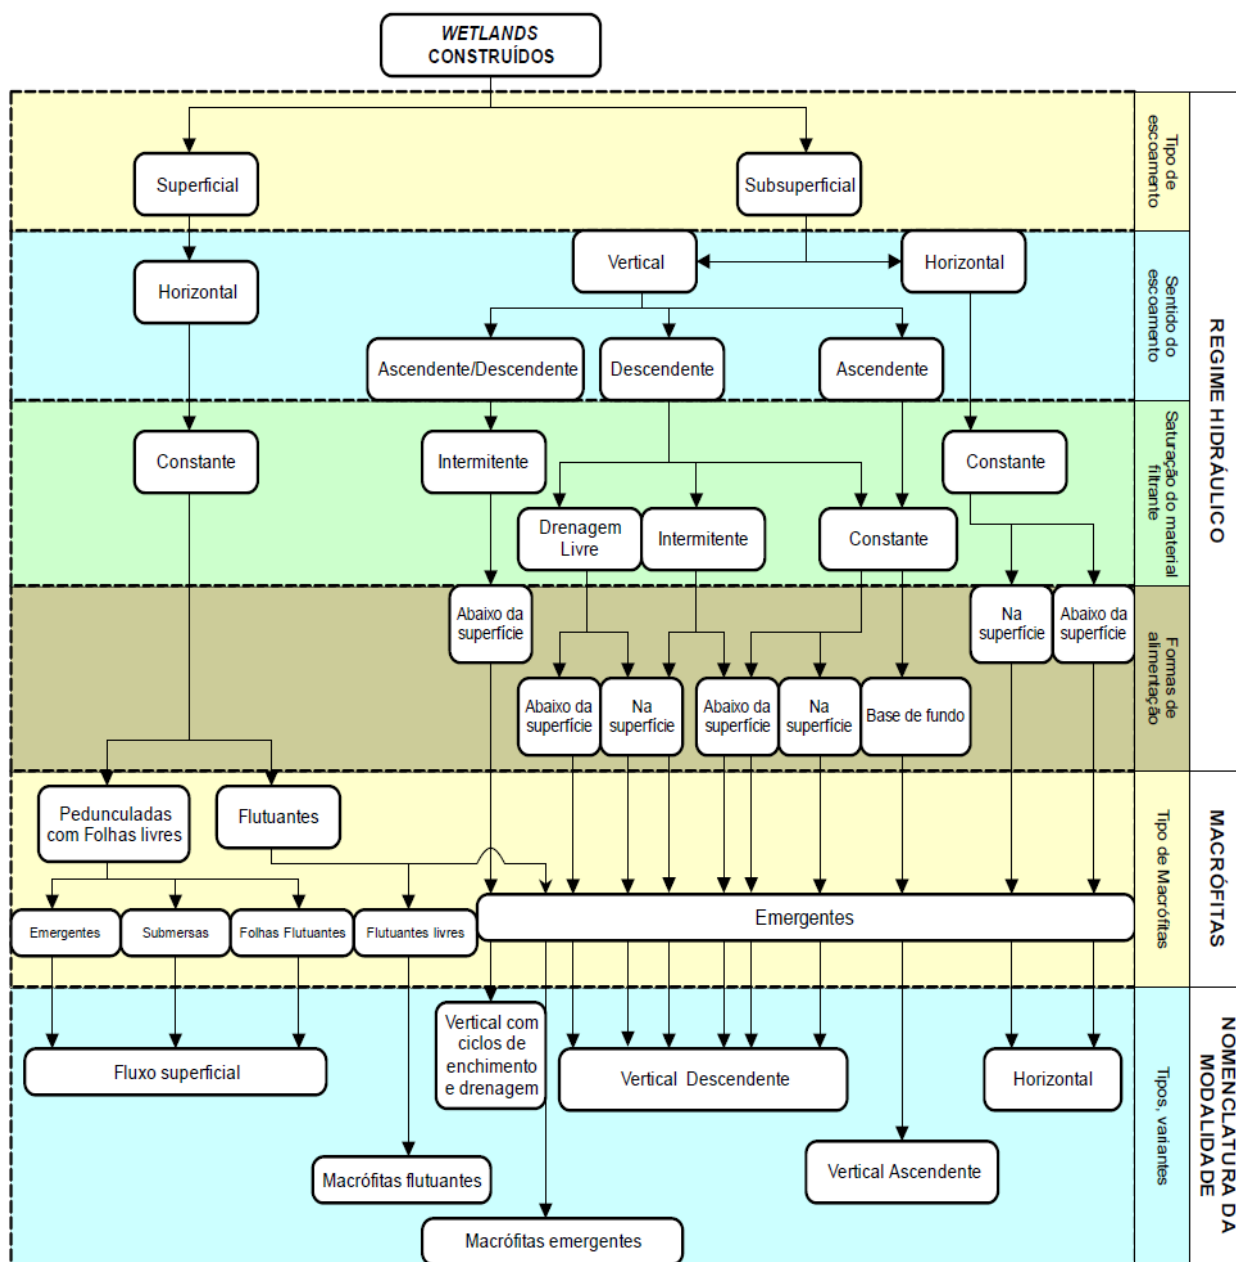 WETLANDS
CONSTRUÍDOS
Tipo de
escoamento
Superficial
Subsuperficial
REGIME HIDRÁULICO
Sentido do
escoamento
Vertical
Horizontal
Horizontal
Ascendente/Descendente
Descendente
Ascendente
Saturação do material
filtrante
Constante
Intermitente
Constante
Drenagem
Livre
Intermitente
Constante
Formas de
alimentação
Abaixo da
superfície
Na
superfície
Abaixo da
superfície
Abaixo da
superfície
Na
superfície
Abaixo da
superfície
Na
superfície
Base de fundo
MACRÓFITAS
Tipo de Macrófitas
Pedunculadas
com Folhas livres
Flutuantes
Emergentes
Submersas
Folhas Flutuantes
Flutuantes livres
Emergentes
NOMENCLATURA DA
MODALIDADE
Tipos, variantes
Fluxo superficial
Vertical com
ciclos de
enchimento
e drenagem
Vertical Descendente
Horizontal
Macrófitas flutuantes
Vertical Ascendente
Macrófitas emergentes